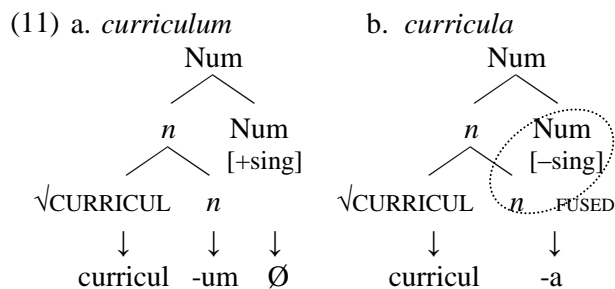 (11) a. curriculum b. curricula
Num Num
n Num n Num
[+sing] [–sing]
√CURRICUL n √CURRICUL n FUSED
↓ ↓ ↓ ↓ ↓
curricul -um Ø curricul -a